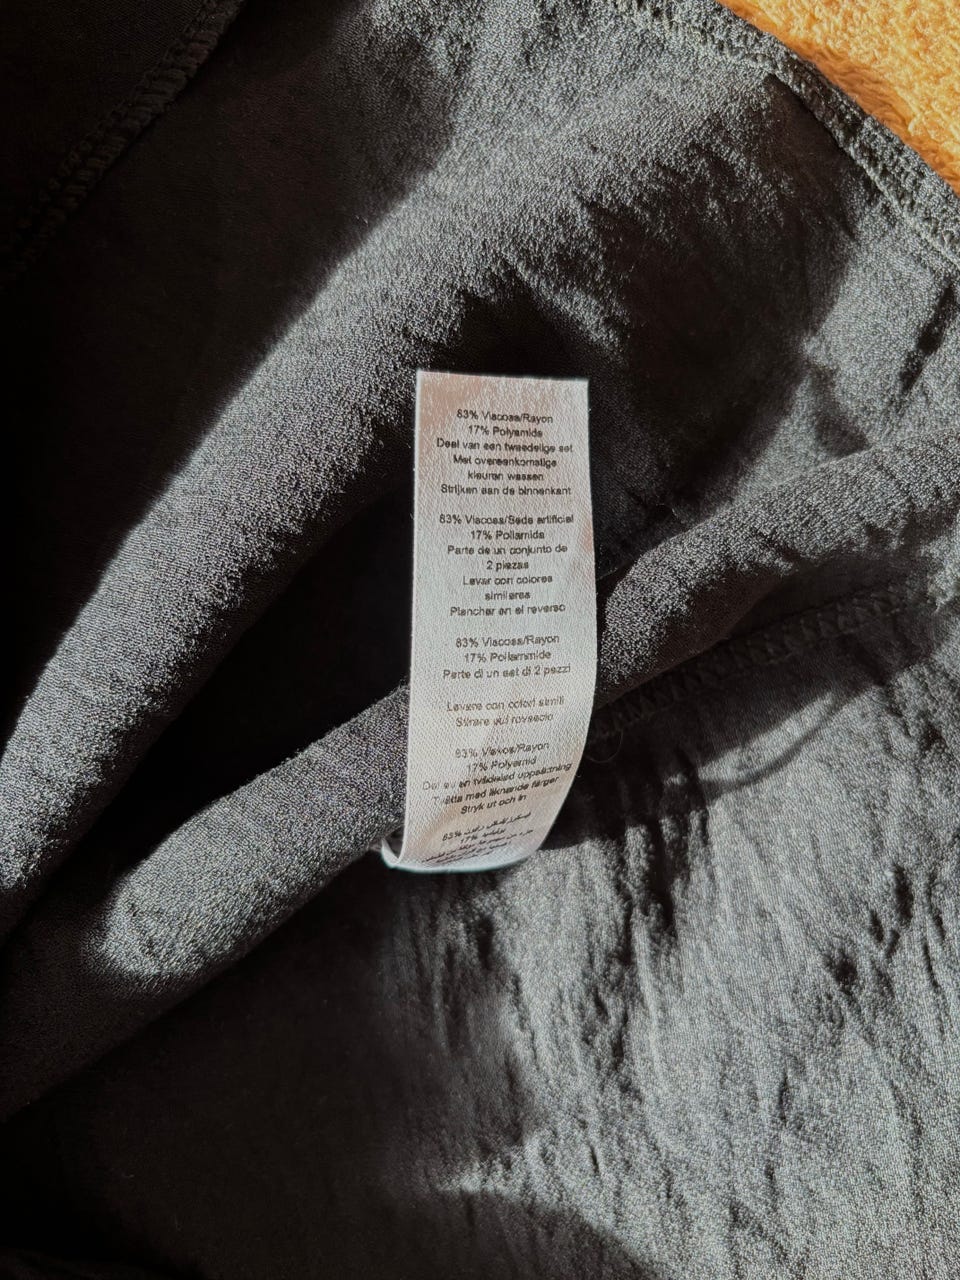 83% Viscose/Rayon
17% Polyamide
Deel van een tweedelige set
Met overeenkomstige
kleuren wassen
Strijken aan de binnenkant
83% Viscosa/Seda artificial
17% Poliamida
Parte de un conjunto de
2 piezas
Lavar con colores
similares
Planchar en el reverso
83% Viscosa/Rayon
17% Poliammide
Parte di un set di 2 pezzi
Lavare con colori simili
Stirare sul rovescio
83% Viskos/Rayon
17% Polyamid
Del av en tvådelad uppsättning
Tvätta med liknande färger
Stryk ut och in
83%
17%